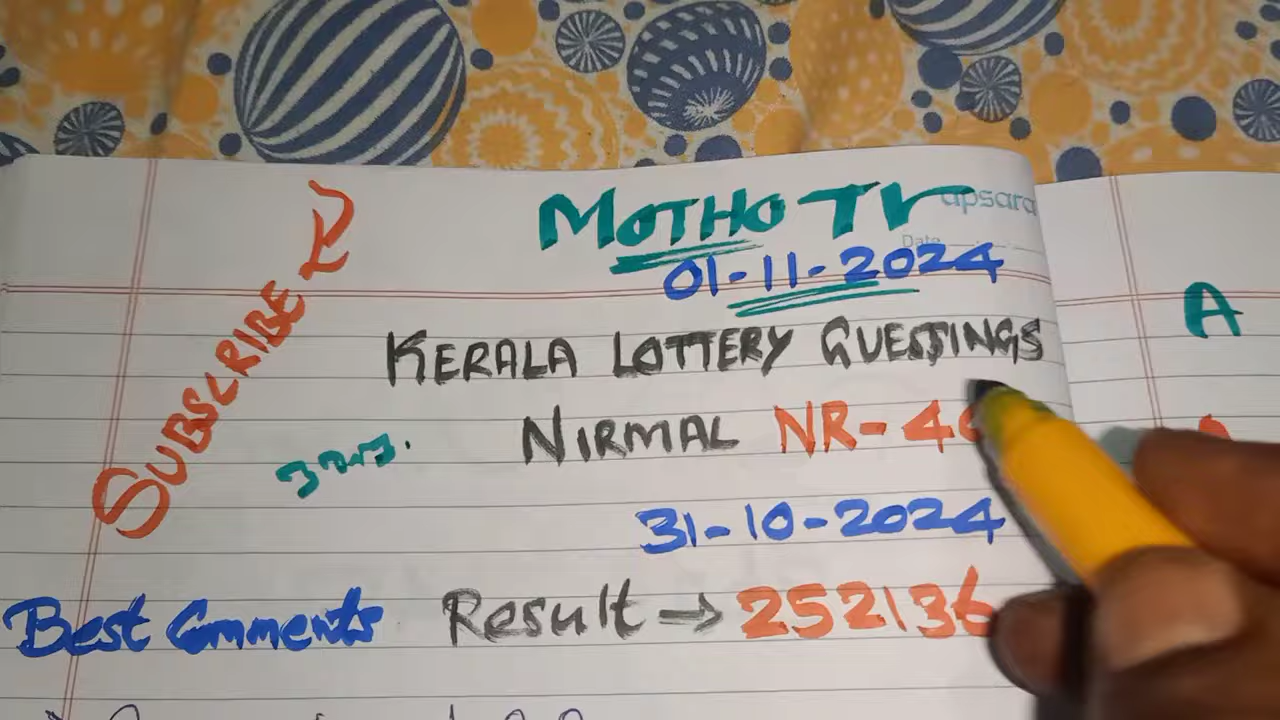 MOTHO TV
apsara
Date
01-11-2024
A
KERALA LOTTERY GUESSINGS
NIRMAL NR-40
SUBSCRIBE
31-10-2024
Best Comments Result → 252136